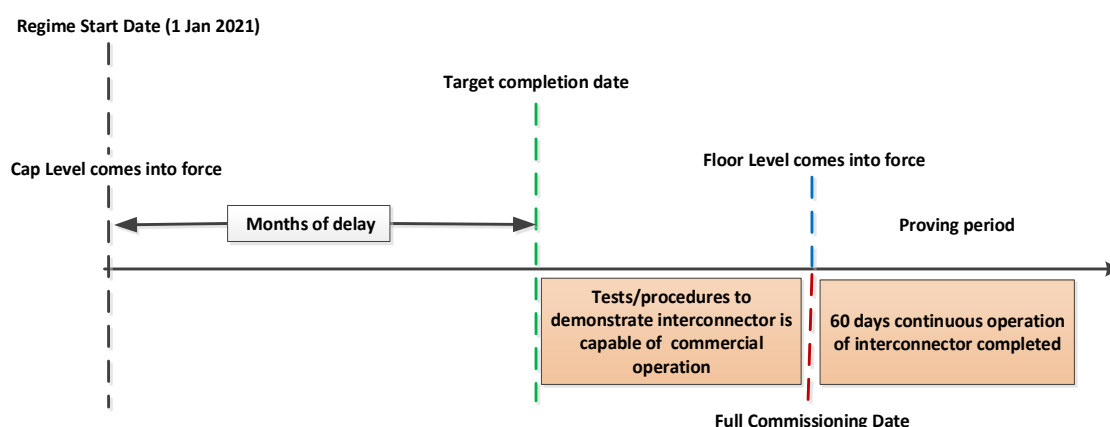 Regime Start Date (1 Jan 2021)
Target completion date
Cap Level comes into force
Floor Level comes into force
Months of delay
Proving period
Tests/procedures to
demonstrate interconnector is
capable of commercial
operation
60 days continuous operation
of interconnector completed
Full Commissioning Date